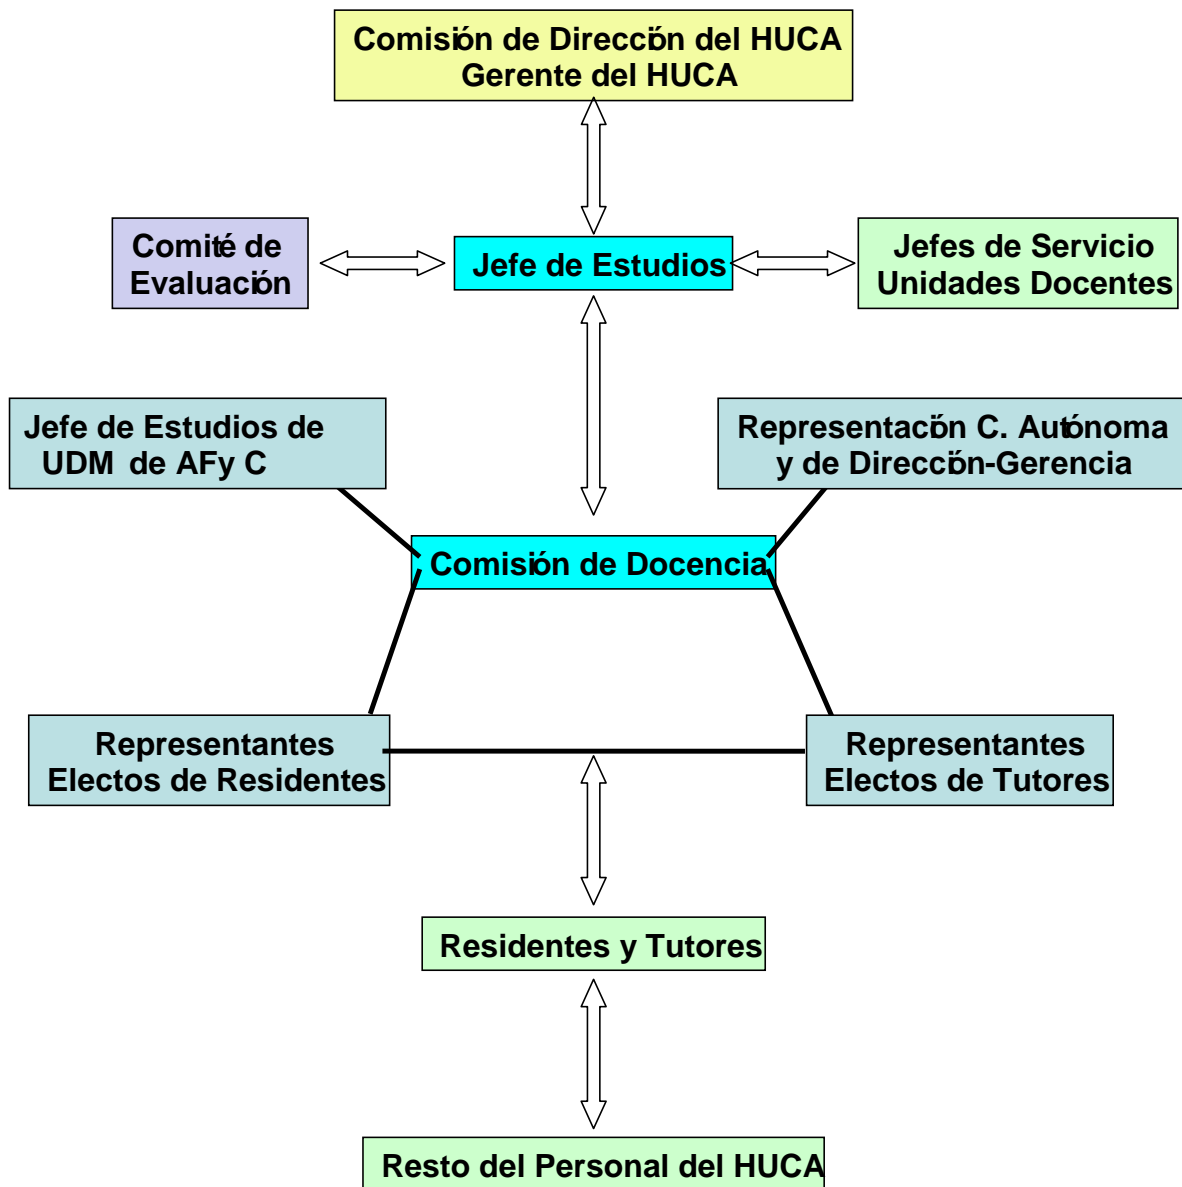 Comisión de Dirección del HUCA
Gerente del HUCA
Comité de
Evaluación
Jefe de Estudios
Jefes de Servicio
Unidades Docentes
Jefe de Estudios de
UDM de AFy C
Representación C. Autónoma
y de Dirección-Gerencia
Comisión de Docencia
Representantes
Electos de Residentes
Representantes
Electos de Tutores
Residentes y Tutores
Resto del Personal del HUCA